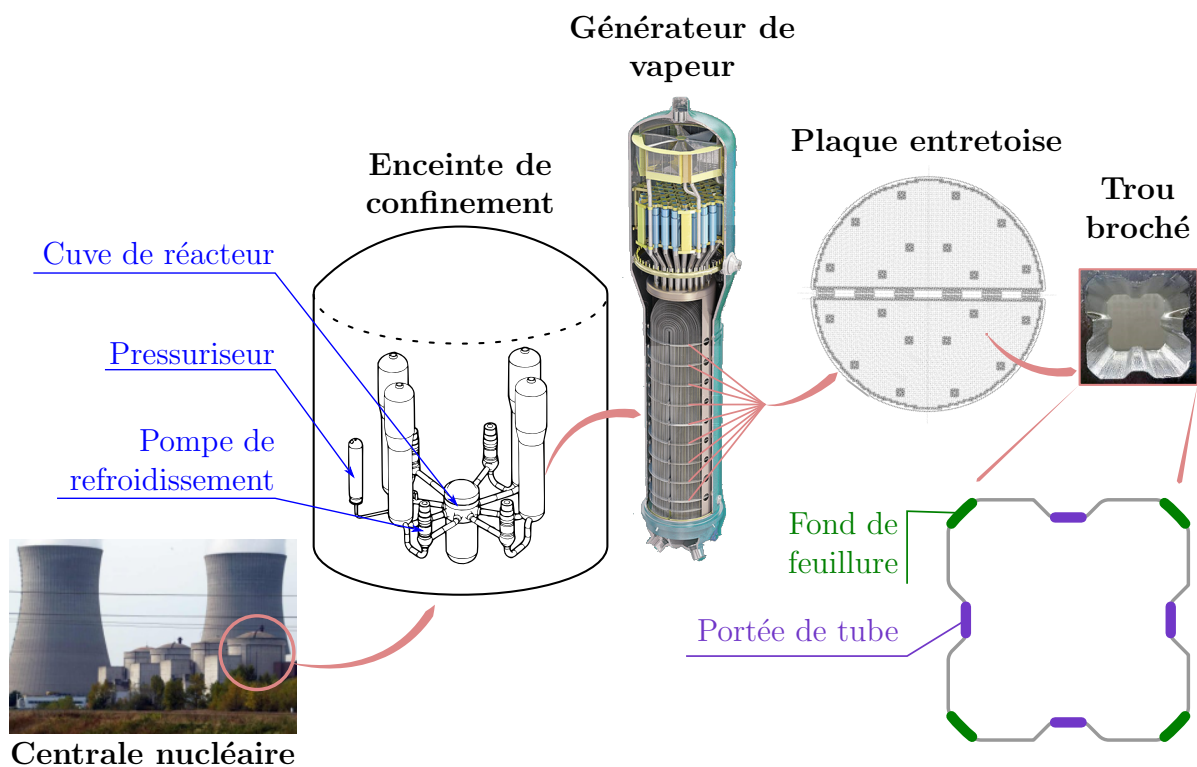 Générateur de
vapeur
Plaque entretoise
Enceinte de
confinement
Trou
broché
Cuve de réacteur
Pressuriseur
Pompe de
refroidissement
Fond de
feuillure
Portée de tube
Centrale nucléaire